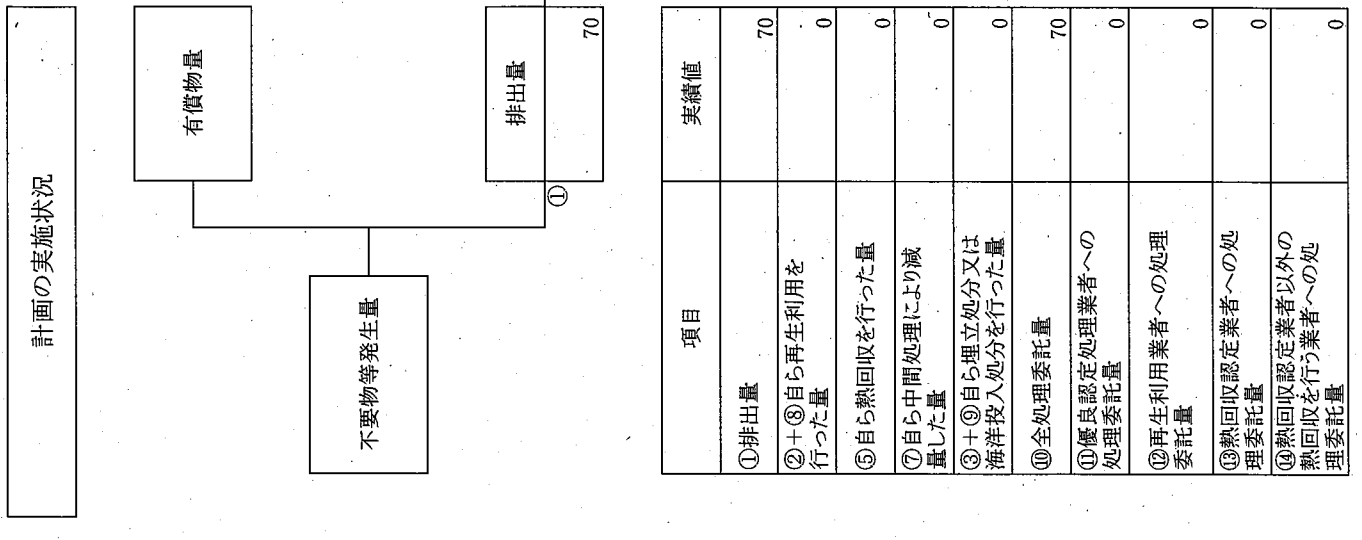 計画の実施状況
有償物量
不要物等発生量
排出量
①
70
項目
実績値
①排出量
70
②+⑧自ら再生利用を
行った量
0
⑤自ら熱回収を行った量
0
⑦自ら中間処理により減
量した量
0
③+⑨自ら埋立処分又は
海洋投入処分を行った量
0
⑩全処理委託量
70
⑪優良認定処理業者への
処理委託量
0
⑫再生利用業者への処理
委託量
0
⑬熱回収認定業者への処
理委託量
0
⑭熱回収認定業者以外の
熱回収を行う業者への処
理委託量
0